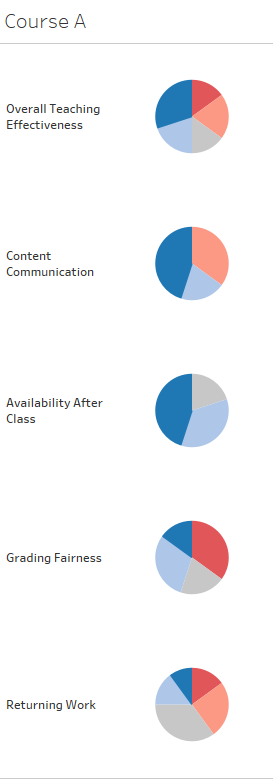 Course A
Overall Teaching
Effectiveness
Content
Communication
Availability After
Class
Grading Fairness
Returning Work